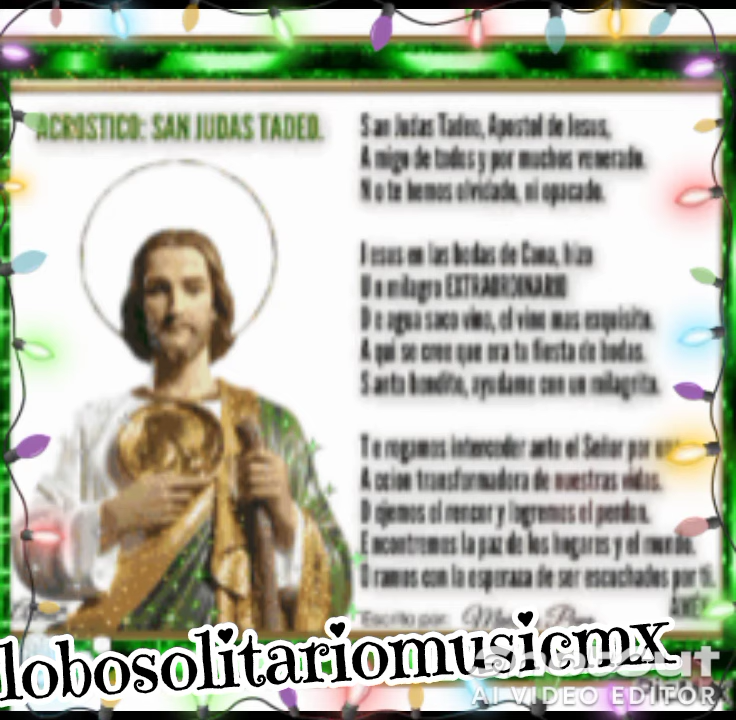 ACROSTICO: SAN JUDAS TADEO.
San Judas Tadeo, Apostol de Jesus,
Amigo de todos y por muchos venerado.
No te hemos olvidado, ni opacado.
Jesus en las bodas de Cana, hizo
Un milagro EXTRAORDINARIO
De agua saco vino, el vino mas exquisito.
Aqui se cree que era tu fiesta de bodas.
Santo bendito, ayudame con un milagrito.
Te rogamos interceder ante el Señor por una
Accion transformadora de nuestras vidas.
Dejemos el rencor y logremos el perdon.
Encontremos la paz de los hogares y el mundo.
Oramos con la esperaza de ser escuchados por ti.
AMEN
Escrito por:
lobosolitariomusicmx
ShotCut
AI VIDEO EDITOR